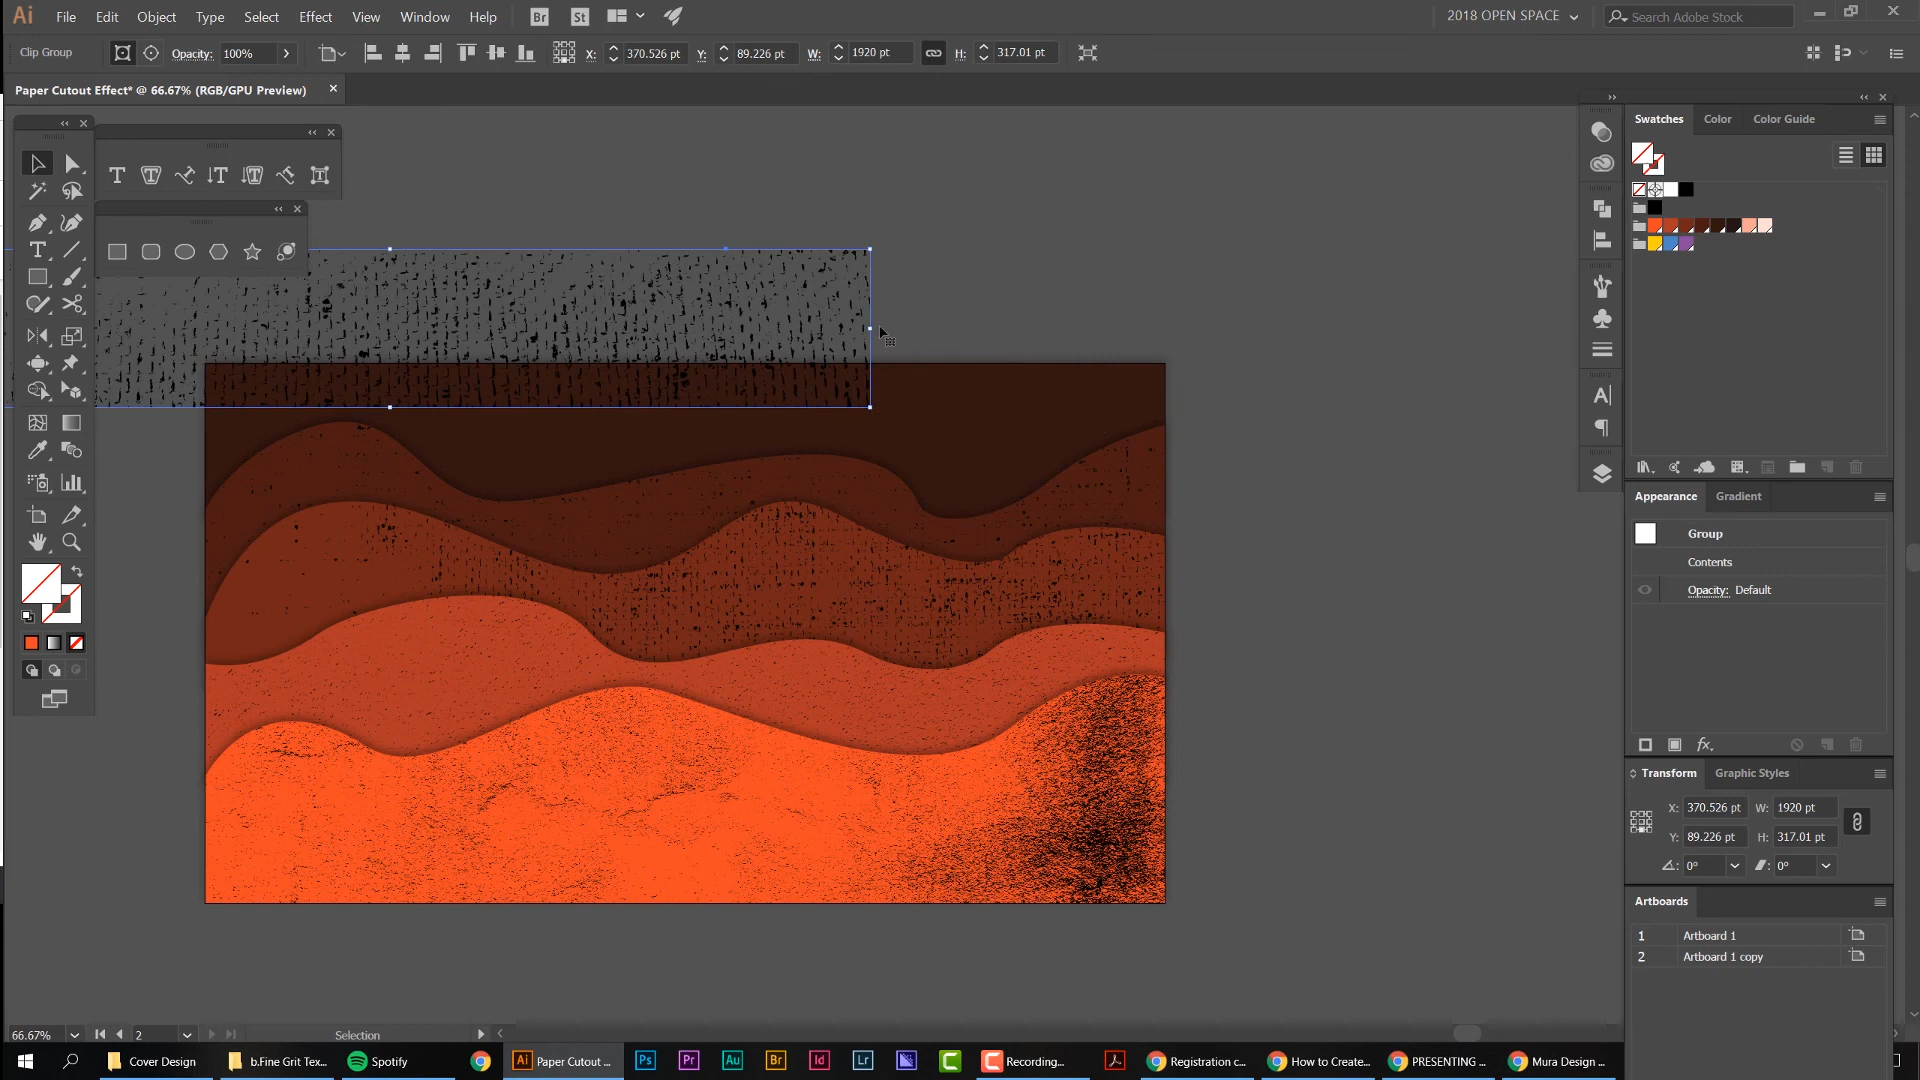 Ai File Edit Object Type Select Effect View Window Help Br St 2018 OPEN SPACE Search Adobe Stock
Clip Group Opacity: 100% X: 370.526 pt Y: 89.226 pt W: 1920 pt H: 317.01 pt
Paper Cutout Effect* @ 66.67% (RGB/GPU Preview)
Swatches Color Color Guide
Appearance Gradient
Group
Contents
Opacity: Default
fx
Transform Graphic Styles
X: 370.526 pt W: 1920 pt
Y: 89.226 pt H: 317.01 pt
0° 0°
Artboards
1 Artboard 1
2 Artboard 1 copy
66.67% 2 Selection
Cover Design b.Fine Grit Tex... Spotify Ai Paper Cutout ... Ps Pr Au Br Id Lr Recording... Registration c... How to Create... PRESENTING ... Mura Design ...